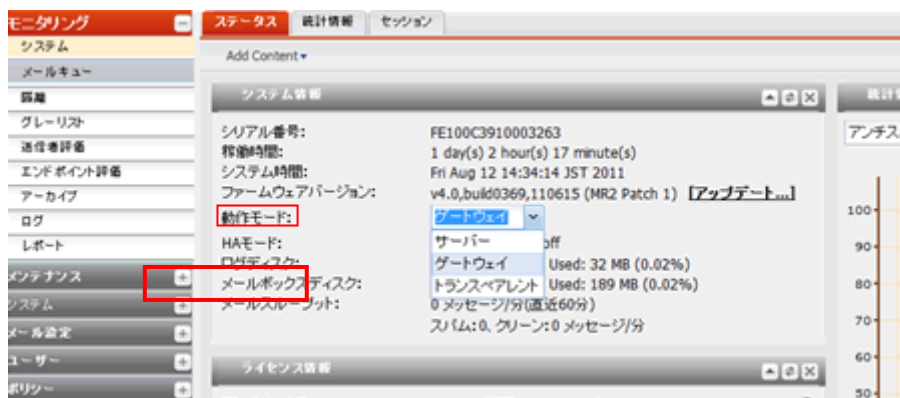 モニタリング
システム
メールキュー
隔離
グレーリスト
送信者評価
エンドポイント評価
アーカイブ
ログ
レポート
メンテナンス
システム
メール設定
ユーザー
ポリシー
ステータス 統計情報 セッション
Add Content
システム情報
シリアル番号: FE100C3910003263
稼働時間: 1 day(s) 2 hour(s) 17 minute(s)
システム時間: Fri Aug 12 14:34:14 JST 2011
ファームウェアバージョン: v4.0,build0369,110615 (MR2 Patch 1) [アップデート...]
動作モード: ゲートウェイ
サーバー
ゲートウェイ
トランスペアレント
HAモード: off
ログディスク: Used: 32 MB (0.02%)
メールボックスディスク: Used: 189 MB (0.02%)
メールスループット: 0 メッセージ/分(直近60分)
スパム: 0, クリーン: 0 メッセージ/分
ライセンス情報
統計
アンチス
100
90
80
70
60
50